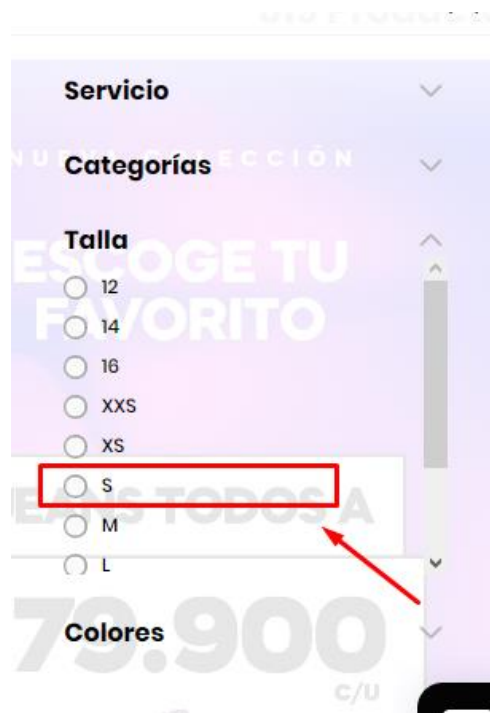 Servicio
NUEVA COLECCIÓN
Categorías
Talla
ESCOGE TU
12
FAVORITO
14
16
XXS
XS
S
JEANS TODOS A
M
L
79.900
Colores
C/U